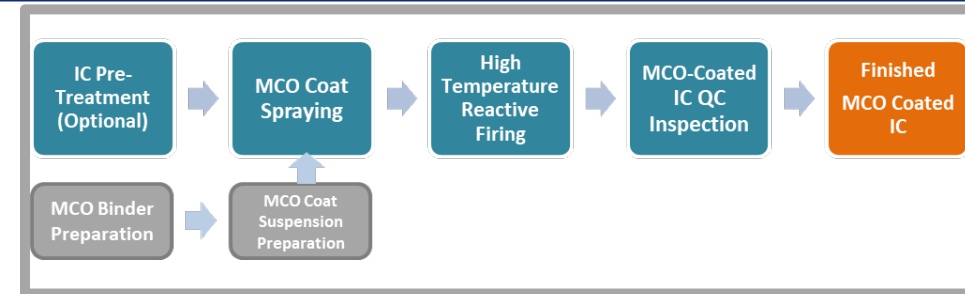 IC Pre-
Treatment
(Optional)
MCO Coat
Spraying
High
Temperature
Reactive
Firing
MCO-Coated
IC QC
Inspection
Finished
MCO Coated
IC
MCO Binder
Preparation
MCO Coat
Suspension
Preparation